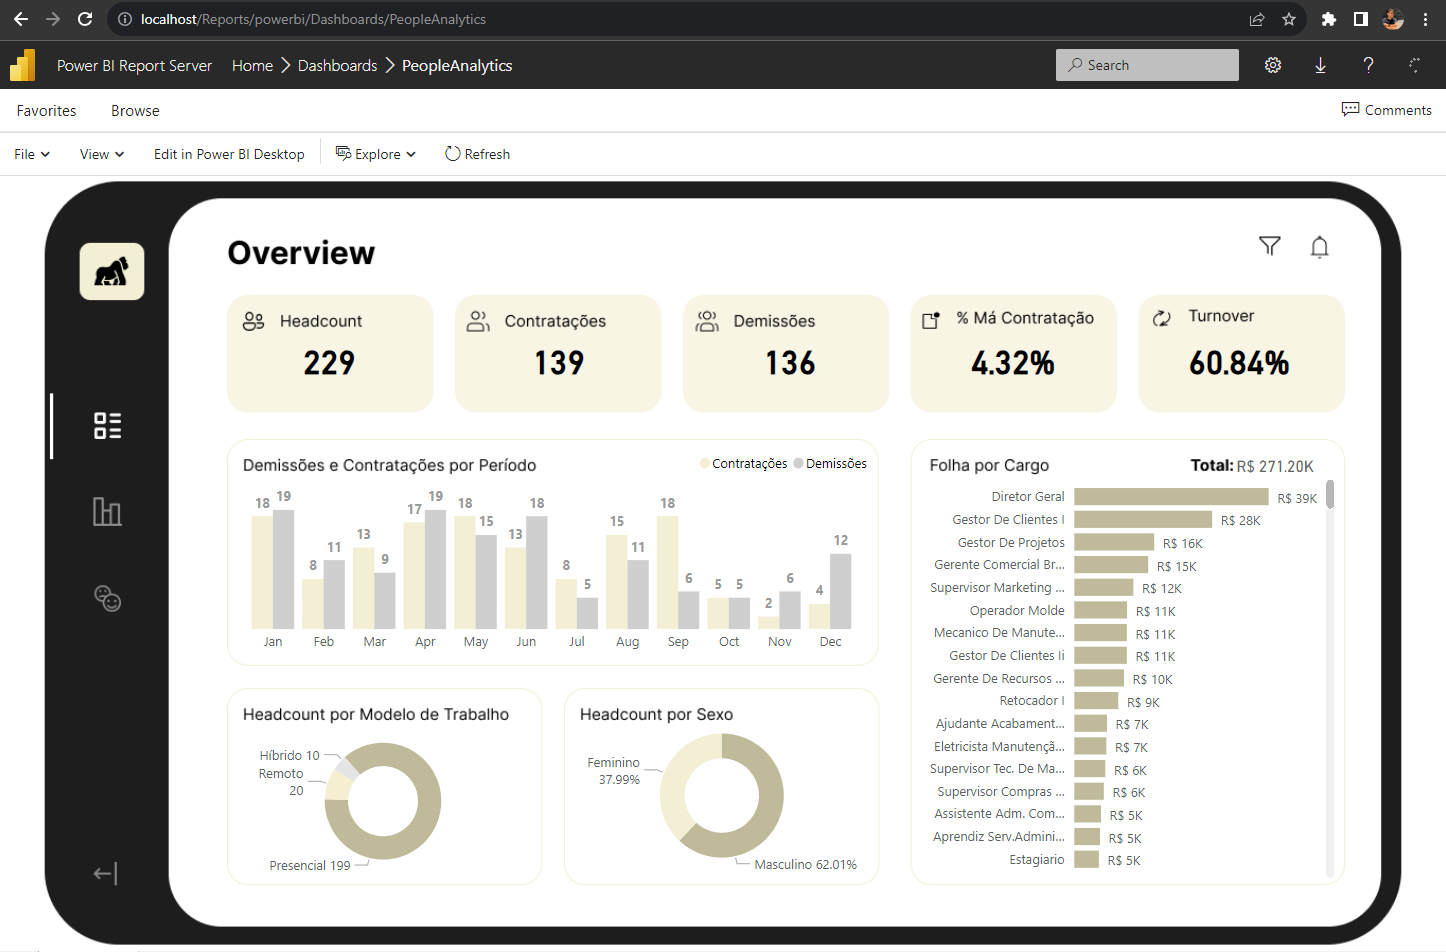 localhost/Reports/powerbi/Dashboards/PeopleAnalytics
Power BI Report Server Home Dashboards PeopleAnalytics Search
Favorites Browse Comments
File View Edit in Power BI Desktop Explore Refresh
Overview
Headcount
229
Contratações
139
Demissões
136
% Má Contratação
4.32%
Turnover
60.84%
Demissões e Contratações por Período
Contratações Demissões
18 19 8 11 13 9 17 19 18 15 13 18 8 5 15 11 18 6 5 5 2 6 4 12
Jan Feb Mar Apr May Jun Jul Aug Sep Oct Nov Dec
Folha por Cargo Total: R$ 271.20K
Diretor Geral R$ 39K
Gestor De Clientes I R$ 28K
Gestor De Projetos R$ 16K
Gerente Comercial Br... R$ 15K
Supervisor Marketing ... R$ 12K
Operador Molde R$ 11K
Mecanico De Manute... R$ 11K
Gestor De Clientes Ii R$ 11K
Gerente De Recursos ... R$ 10K
Retocador I R$ 9K
Ajudante Acabament... R$ 7K
Eletricista Manutençã... R$ 7K
Supervisor Tec. De Ma... R$ 6K
Supervisor Compras ... R$ 6K
Assistente Adm. Com... R$ 5K
Aprendiz Serv.Admini... R$ 5K
Estagiario R$ 5K
Headcount por Modelo de Trabalho
Híbrido 10
Remoto
20
Presencial 199
Headcount por Sexo
Feminino
37.99%
Masculino 62.01%